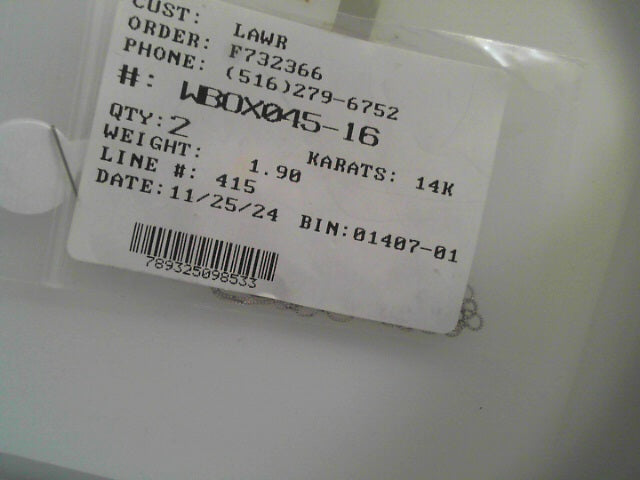 CUST: LAWR
ORDER: F732366
PHONE: (516)279-6752
#: WBOX045-16
QTY: 2
WEIGHT: 1.90 KARATS: 14K
LINE #: 415
DATE: 11/25/24 BIN: 01407-01
789325098533